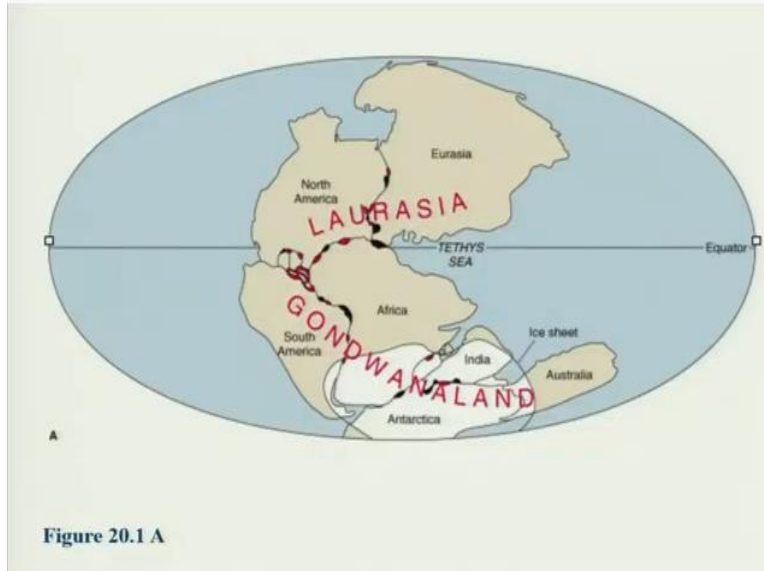 Eurasia
North
America
LAURASIA
TETHYS
SEA
Equator
Africa
GONDWANALAND
South
America
Ice sheet
India
Australia
Antarctica
A
Figure 20.1 A